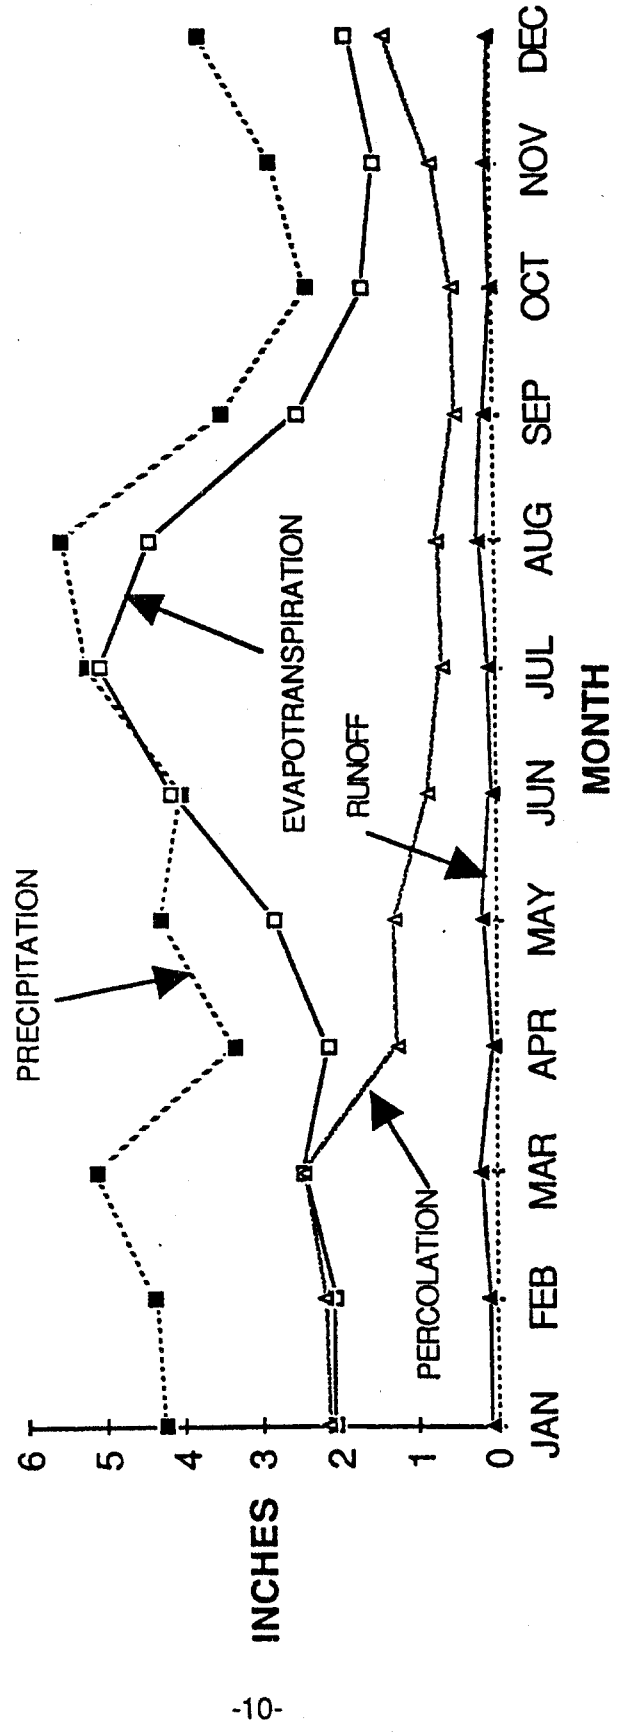 PRECIPITATION
EVAPOTRANSPIRATION
RUNOFF
PERCOLATION
INCHES
6
5
4
3
2
1
0
JAN FEB MAR APR MAY JUN JUL AUG SEP OCT NOV DEC
MONTH
-10-